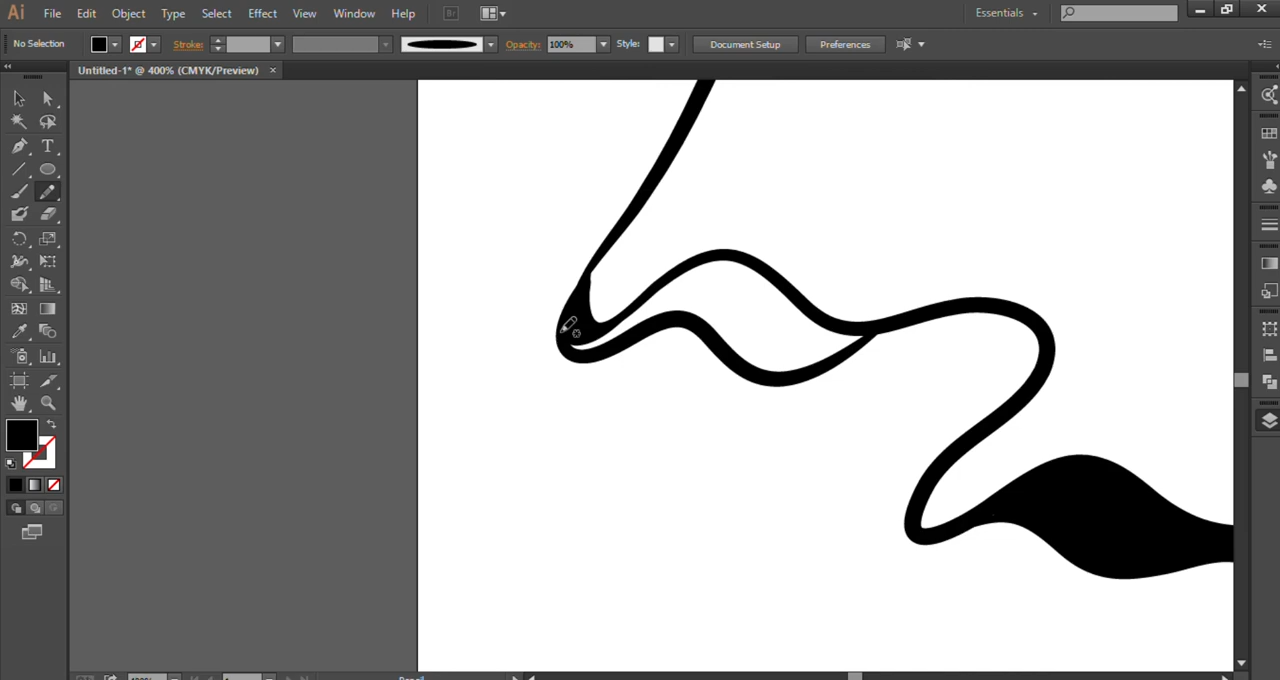 Ai File Edit Object Type Select Effect View Window Help Br Essentials
No Selection Stroke: Opacity: 100% Style: Document Setup Preferences
Untitled-1* @ 400% (CMYK/Preview) ×
T